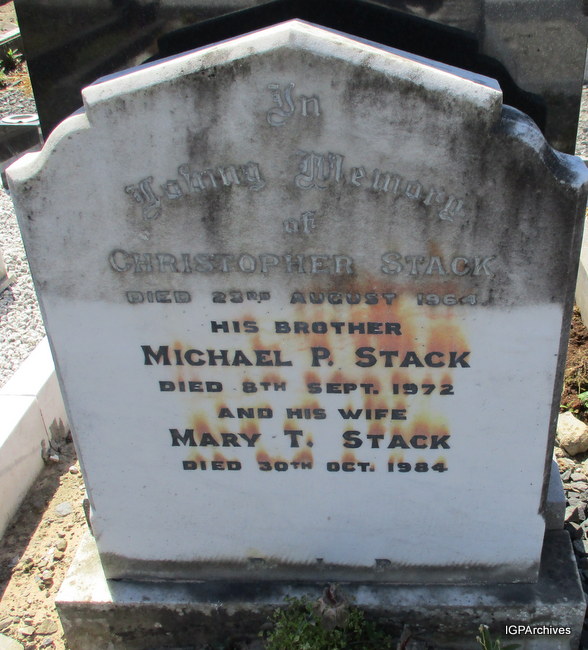 In
Loving Memory
of
CHRISTOPHER STACK
DIED 23RD AUGUST 1964
HIS BROTHER
MICHAEL P. STACK
DIED 8TH SEPT. 1972
AND HIS WIFE
MARY T. STACK
DIED 30TH OCT. 1984
R. I. P.
IGPArchives